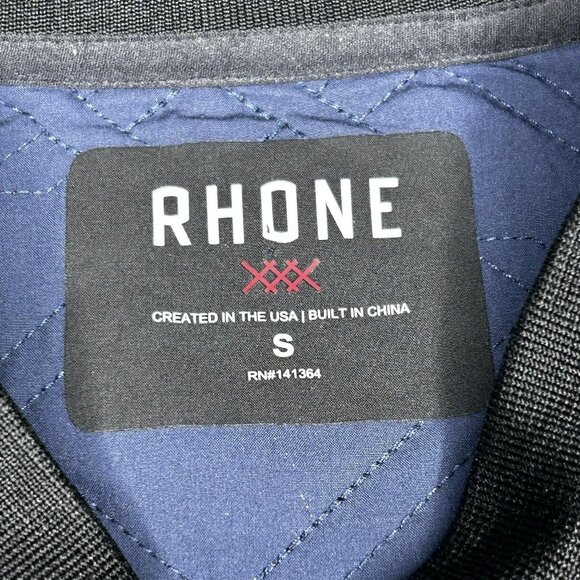 RHONE
CREATED IN THE USA | BUILT IN CHINA
S
RN#141364